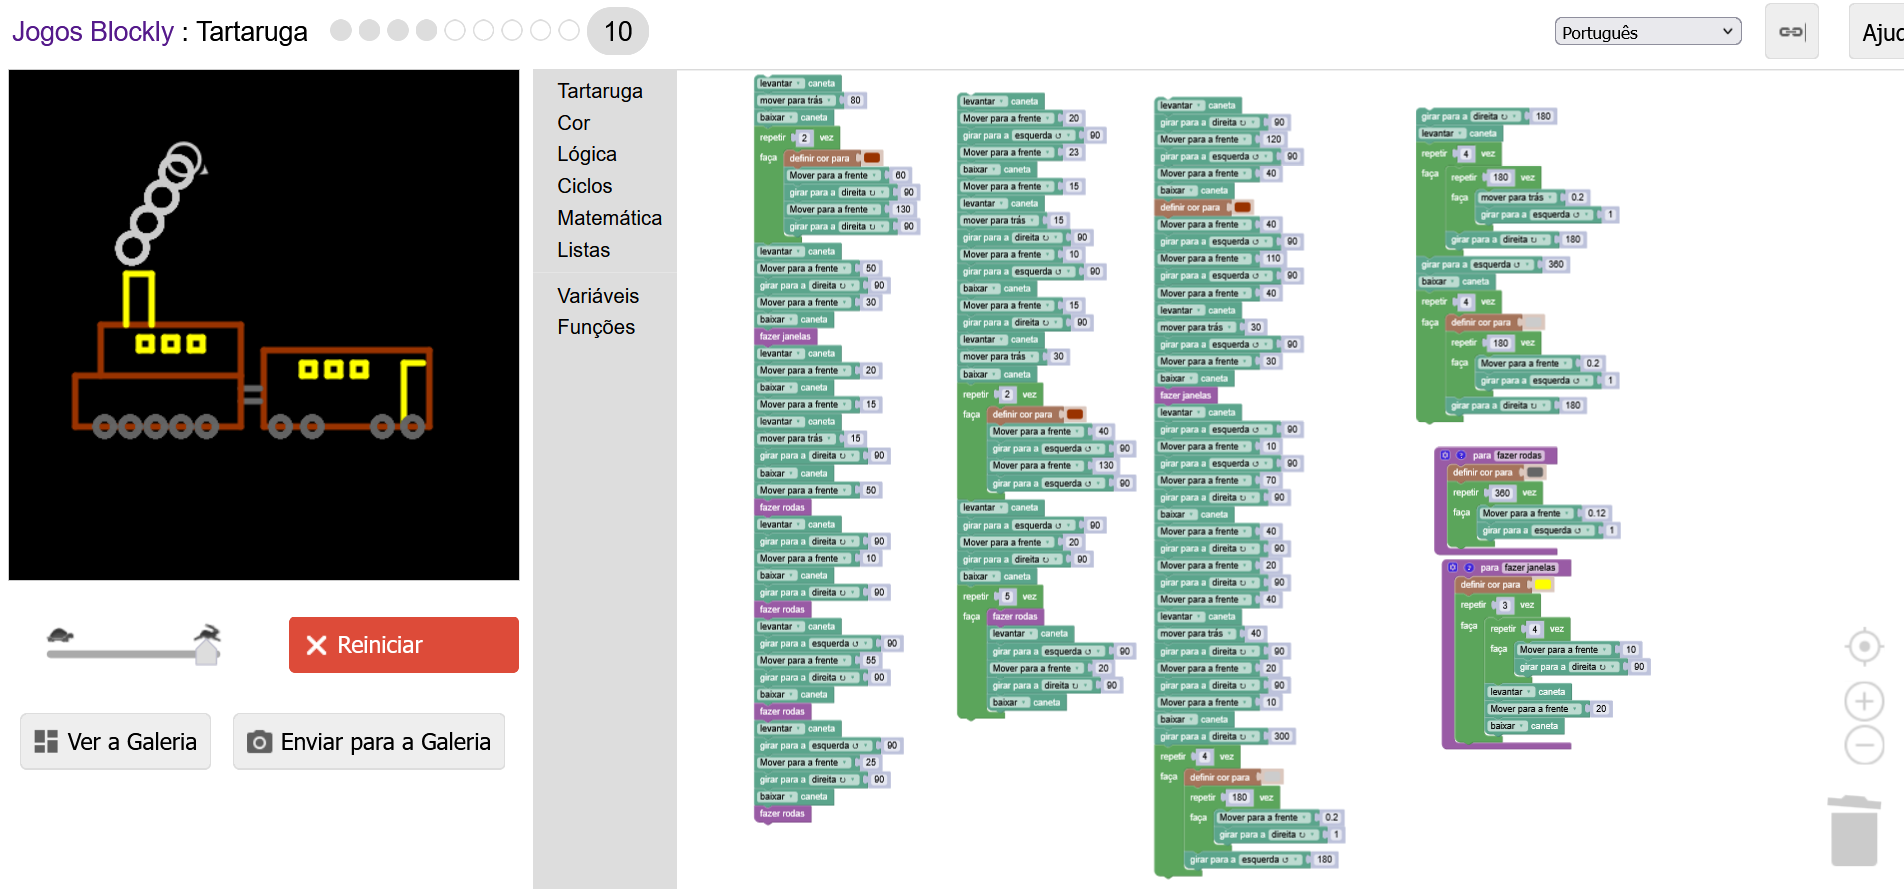 Jogos Blockly : Tartaruga 10
Português
Ajuc
Tartaruga
Cor
Lógica
Ciclos
Matemática
Listas
Variáveis
Funções
Reiniciar
Ver a Galeria
Enviar para a Galeria
levantar caneta
mover para trás 80
baixar caneta
repetir 2 vez
faça definir cor para
Mover para a frente 60
girar para a direita ↻ 90
Mover para a frente 130
girar para a direita ↻ 90
levantar caneta
Mover para a frente 50
girar para a direita ↻ 90
Mover para a frente 30
baixar caneta
fazer janelas
levantar caneta
Mover para a frente 20
baixar caneta
Mover para a frente 15
levantar caneta
mover para trás 15
girar para a direita ↻ 90
baixar caneta
Mover para a frente 50
fazer rodas
levantar caneta
girar para a direita ↻ 90
Mover para a frente 10
baixar caneta
girar para a direita ↻ 90
fazer rodas
levantar caneta
girar para a esquerda ↺ 90
Mover para a frente 55
girar para a direita ↻ 90
baixar caneta
fazer rodas
levantar caneta
girar para a esquerda ↺ 90
Mover para a frente 25
girar para a direita ↻ 90
baixar caneta
fazer rodas
levantar caneta
Mover para a frente 20
girar para a esquerda ↺ 90
Mover para a frente 23
baixar caneta
Mover para a frente 15
levantar caneta
mover para trás 15
girar para a direita ↻ 90
Mover para a frente 10
girar para a esquerda ↺ 90
baixar caneta
Mover para a frente 15
girar para a direita ↻ 90
levantar caneta
mover para trás 30
baixar caneta
repetir 2 vez
faça definir cor para
Mover para a frente 40
girar para a esquerda ↺ 90
Mover para a frente 130
girar para a esquerda ↺ 90
levantar caneta
girar para a esquerda ↺ 90
Mover para a frente 20
girar para a direita ↻ 90
baixar caneta
repetir 5 vez
faça fazer rodas
levantar caneta
girar para a esquerda ↺ 90
Mover para a frente 20
girar para a direita ↻ 90
baixar caneta
levantar caneta
girar para a direita ↻ 90
Mover para a frente 120
girar para a esquerda ↺ 90
Mover para a frente 40
baixar caneta
definir cor para
Mover para a frente 40
girar para a esquerda ↺ 90
Mover para a frente 110
girar para a esquerda ↺ 90
Mover para a frente 40
levantar caneta
mover para trás 30
girar para a esquerda ↺ 90
Mover para a frente 30
baixar caneta
fazer janelas
levantar caneta
girar para a esquerda ↺ 90
Mover para a frente 10
girar para a esquerda ↺ 90
Mover para a frente 70
girar para a direita ↻ 90
baixar caneta
Mover para a frente 40
girar para a direita ↻ 90
Mover para a frente 20
girar para a direita ↻ 90
Mover para a frente 40
levantar caneta
mover para trás 40
girar para a direita ↻ 90
Mover para a frente 20
girar para a direita ↻ 90
Mover para a frente 10
baixar caneta
girar para a direita ↻ 300
repetir 4 vez
faça definir cor para
repetir 180 vez
faça Mover para a frente 0.2
girar para a direita ↻ 1
girar para a esquerda ↺ 180
girar para a direita ↻ 180
levantar caneta
repetir 4 vez
faça repetir 180 vez
faça mover para trás 0.2
girar para a esquerda ↺ 1
girar para a direita ↻ 180
girar para a esquerda ↺ 360
baixar caneta
repetir 4 vez
faça definir cor para
repetir 180 vez
faça Mover para a frente 0.2
girar para a esquerda ↺ 1
girar para a direita ↻ 180
? para fazer rodas
definir cor para
repetir 360 vez
faça Mover para a frente 0.12
girar para a esquerda ↺ 1
? para fazer janelas
definir cor para
repetir 3 vez
faça repetir 4 vez
faça Mover para a frente 10
girar para a direita ↻ 90
levantar caneta
Mover para a frente 20
baixar caneta